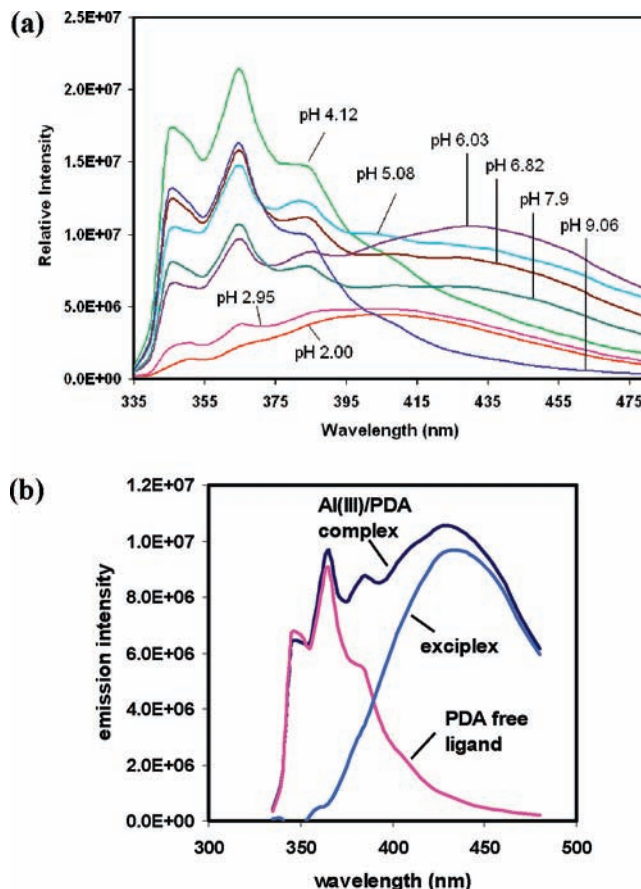 (a)
2.5E+07
2.0E+07
1.5E+07
1.0E+07
5.0E+06
0.0E+00
Relative Intensity
pH 4.12
pH 5.08
pH 6.03
pH 6.82
pH 7.9
pH 9.06
pH 2.95
pH 2.00
335 355 375 395 415 435 455 475
Wavelength (nm)
(b)
1.2E+07
1.0E+07
8.0E+06
6.0E+06
4.0E+06
2.0E+06
0.0E+00
emission intensity
Al(III)/PDA
complex
exciplex
PDA free
ligand
300 350 400 450 500
wavelength (nm)